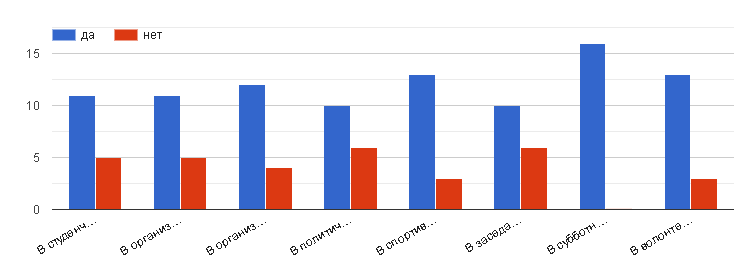 да нет
15
10
5
0
В студенч…
В организ…
В организ…
В политич…
В спортив…
В заседа…
В субботн…
В волонте…